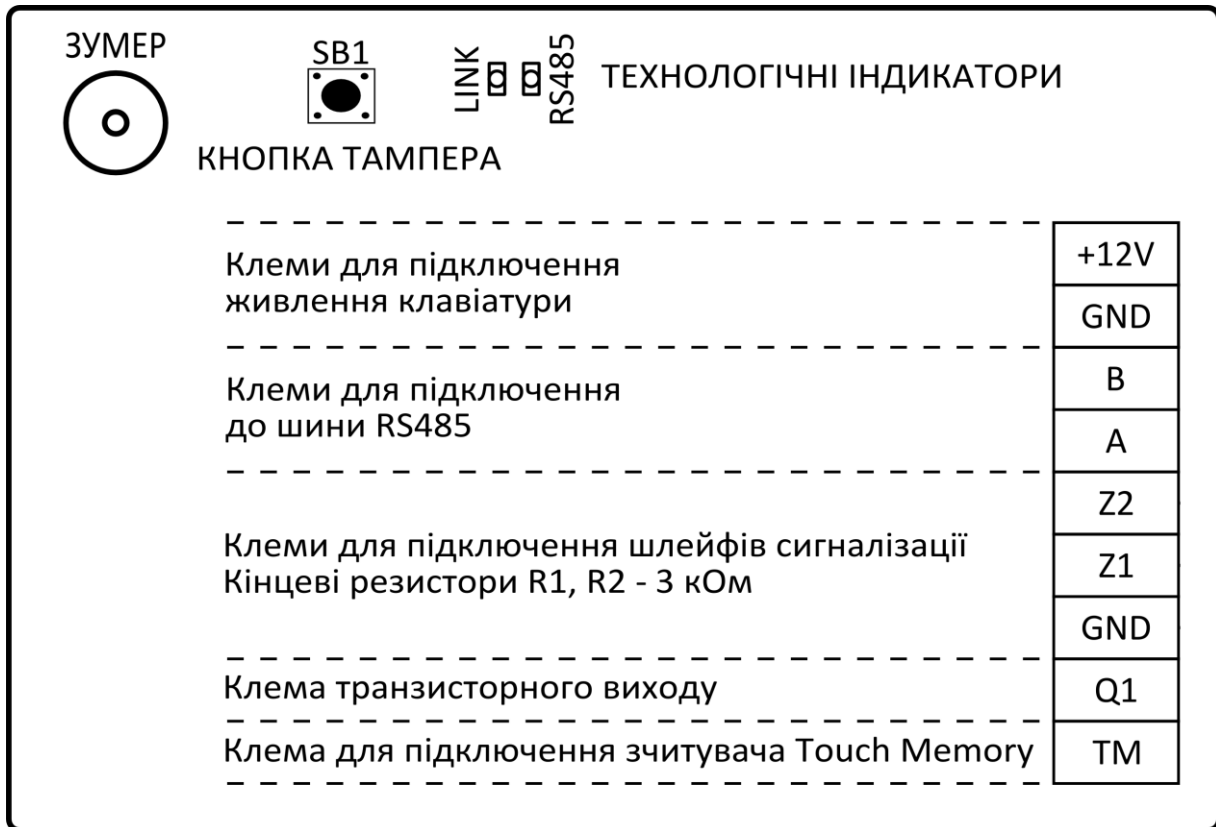 ЗУМЕР
SB1
LINK
RS485
ТЕХНОЛОГІЧНІ ІНДИКАТОРИ
КНОПКА ТАМПЕРА
Клеми для підключення
живлення клавіатури
+12V
GND
Клеми для підключення
до шини RS485
B
A
Клеми для підключення шлейфів сигналізації
Кінцеві резистори R1, R2 - 3 кОм
Z2
Z1
GND
Клема транзисторного виходу
Q1
Клема для підключення зчитувача Touch Memory
TM